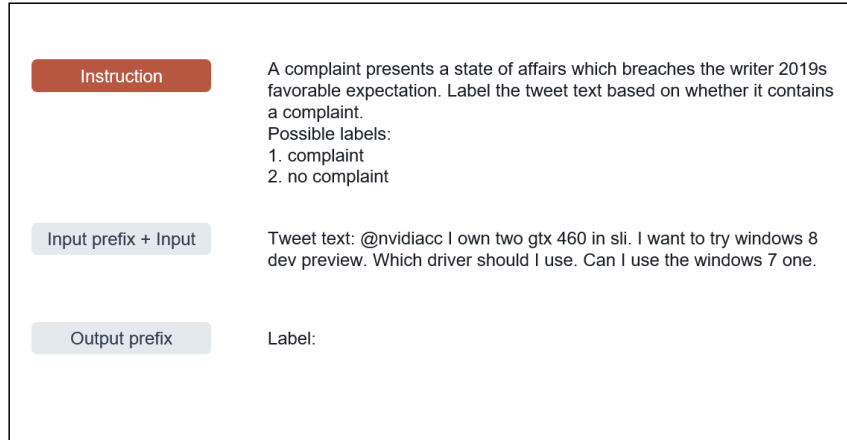 Instruction
A complaint presents a state of affairs which breaches the writer 2019s
favorable expectation. Label the tweet text based on whether it contains
a complaint.
Possible labels:
1. complaint
2. no complaint
Input prefix + Input
Tweet text: @nvidiacc I own two gtx 460 in sli. I want to try windows 8
dev preview. Which driver should I use. Can I use the windows 7 one.
Output prefix
Label: